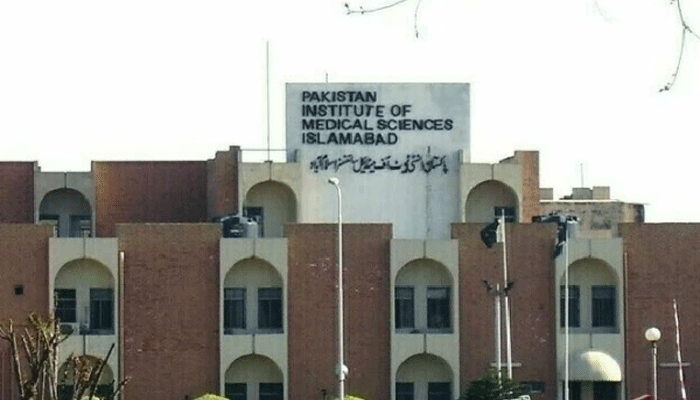 PAKISTAN
INSTITUTE OF
MEDICAL SCIENCES
ISLAMABAD
پاکستان انسٹی ٹیوٹ آف میڈیکل سائنسز اسلام آباد